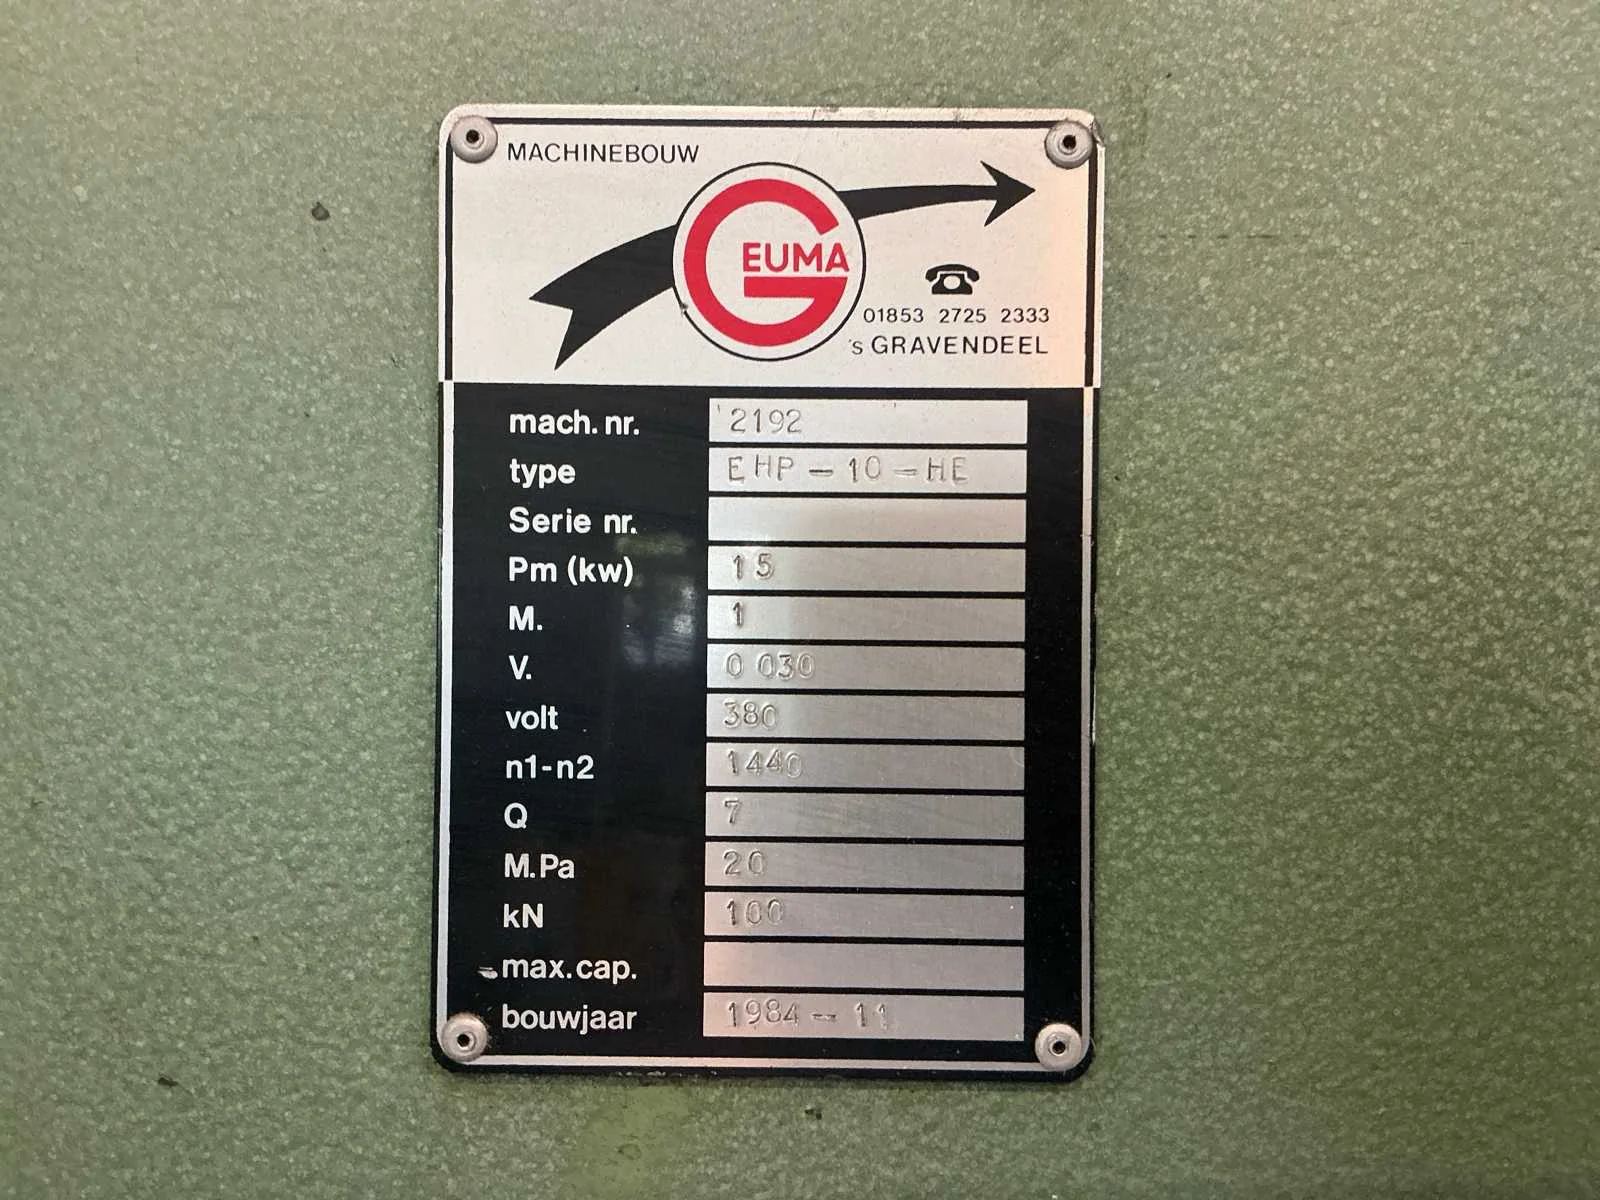 MACHINEBOUW
GEUMA
01853 2725 2333
's GRAVENDEEL
mach. nr. 2192
type EHP - 10 - HE
Serie nr.
Pm (kw) 15
M. 1
V. 0 030
volt 380
n1-n2 1440
Q 7
M.Pa 20
kN 100
max. cap.
bouwjaar 1984 - 11